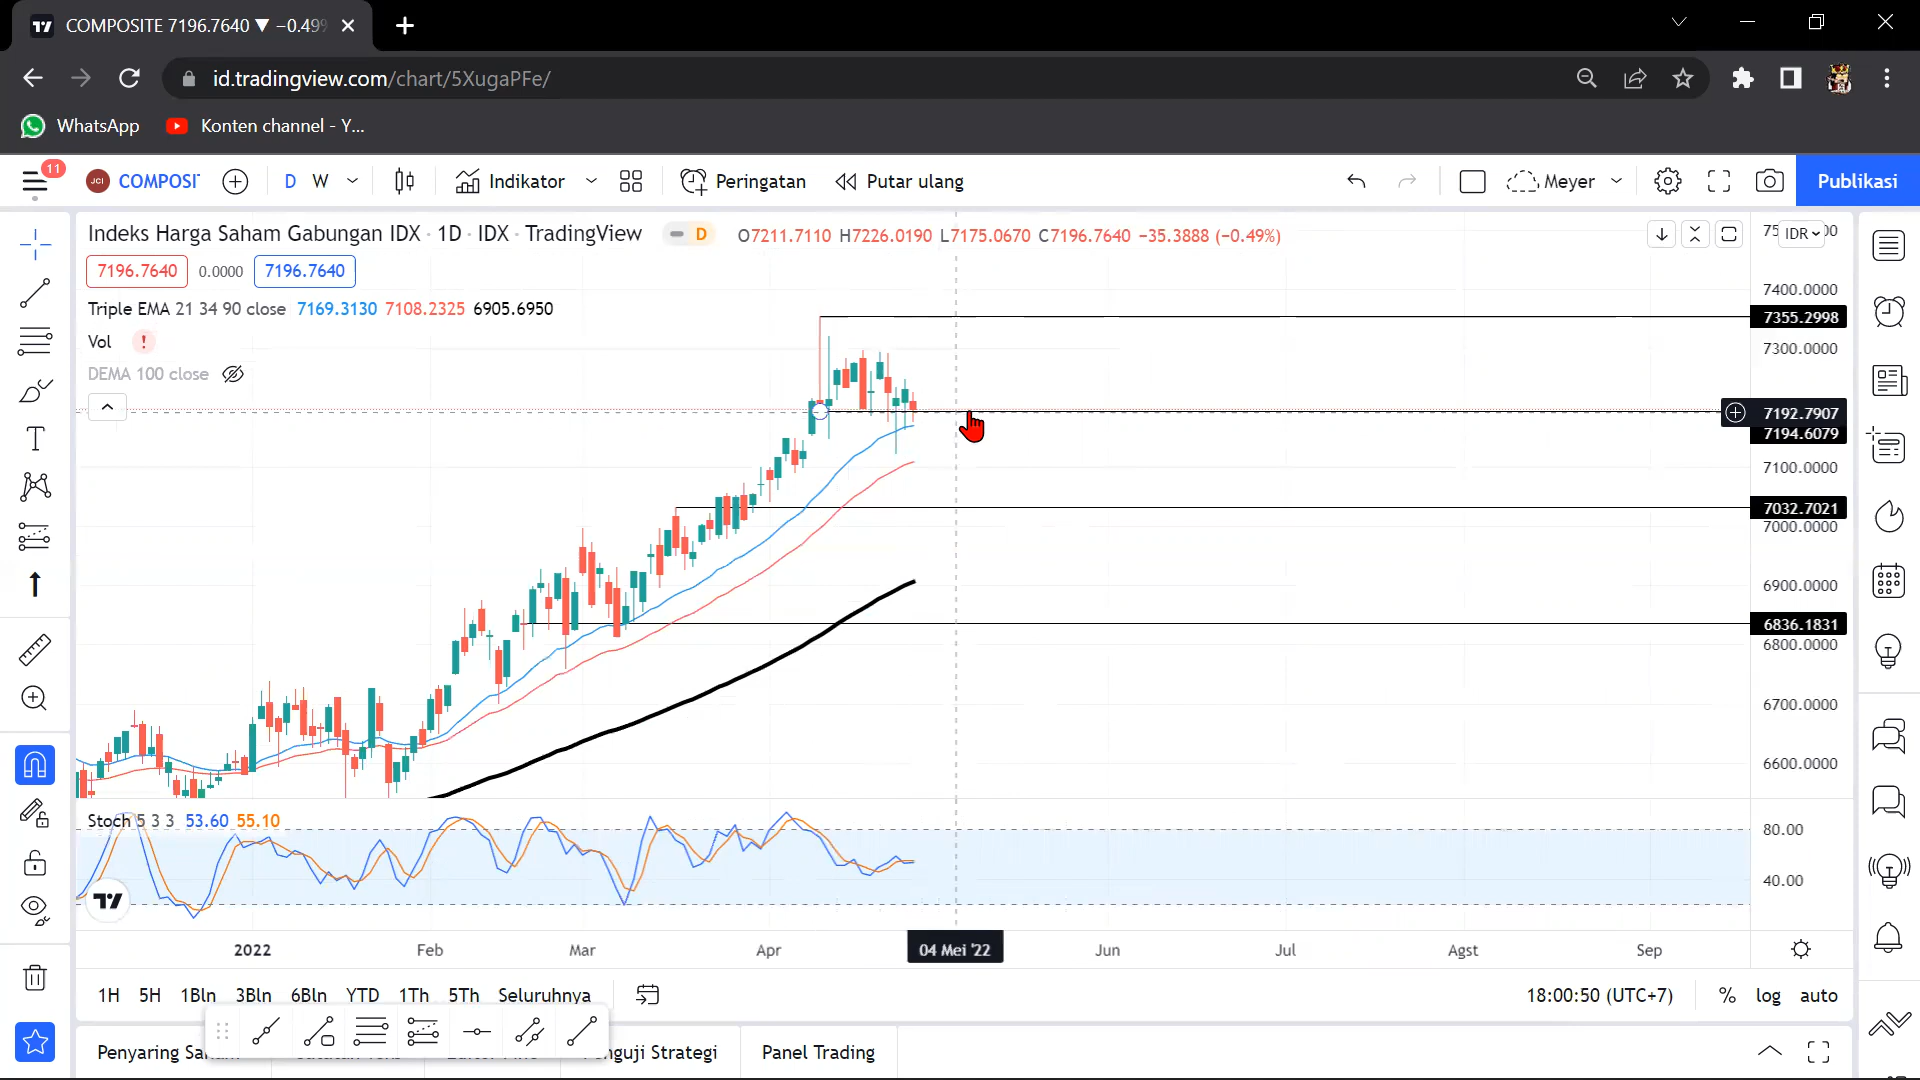 COMPOSITE 7196.7640 ▼ −0.49%
id.tradingview.com/chart/5XugaPFe/
WhatsApp
Konten channel - Y...
11
JCI
COMPOSI
D
W
Indikator
Peringatan
Putar ulang
Meyer
Publikasi
Indeks Harga Saham Gabungan IDX · 1D · IDX · TradingView
D
O7211.7110 H7226.0190 L7175.0670 C7196.7640 −35.3888 (−0.49%)
IDR
7196.7640
0.0000
7196.7640
Triple EMA 21 34 90 close 7169.3130 7108.2325 6905.6950
Vol
!
DEMA 100 close
7400.0000
7355.2998
7300.0000
7192.7907
7194.6079
7100.0000
7032.7021
7000.0000
6900.0000
6836.1831
6800.0000
6700.0000
6600.0000
Stoch 5 3 3 53.60 55.10
80.00
40.00
2022
Feb
Mar
Apr
04 Mei '22
Jun
Jul
Agst
Sep
1H
5H
1Bln
3Bln
6Bln
YTD
1Th
5Th
Seluruhnya
18:00:50 (UTC+7)
%
log
auto
Penyaring Sa
guji Strategi
Panel Trading